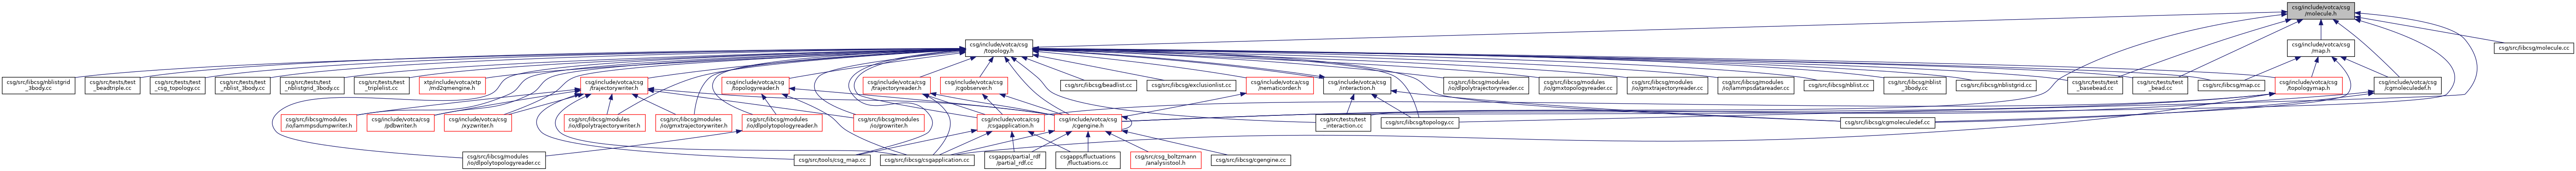 csg/include/votca/csg
/molecule.h
csg/include/votca/csg
/topology.h
csg/include/votca/csg
/map.h
csg/src/libcsg/molecule.cc
csg/src/libcsg/nblistgrid
_3body.cc
csg/src/tests/test
_beadtriple.cc
csg/src/tests/test
_csg_topology.cc
csg/src/tests/test
_nblist_3body.cc
csg/src/tests/test
_nblistgrid_3body.cc
csg/src/tests/test
_triplelist.cc
xtp/include/votca/xtp
/md2qmengine.h
csg/include/votca/csg
/trajectorywriter.h
csg/include/votca/csg
/topologyreader.h
csg/include/votca/csg
/trajectoryreader.h
csg/include/votca/csg
/cgobserver.h
csg/src/libcsg/beadlist.cc
csg/src/libcsg/exclusionlist.cc
csg/include/votca/csg
/nematicorder.h
csg/include/votca/csg
/interaction.h
csg/src/libcsg/modules
/io/dlpolytrajectoryreader.cc
csg/src/libcsg/modules
/io/gmxtopologyreader.cc
csg/src/libcsg/modules
/io/gmxtrajectoryreader.cc
csg/src/libcsg/modules
/io/lammpsdatareader.cc
csg/src/libcsg/nblist.cc
csg/src/libcsg/nblist
_3body.cc
csg/src/libcsg/nblistgrid.cc
csg/src/tests/test
_basebead.cc
csg/src/tests/test
_bead.cc
csg/src/libcsg/map.cc
csg/include/votca/csg
/topologymap.h
csg/include/votca/csg
/cgmoleculedef.h
csg/src/libcsg/modules
/io/lammpsdumpwriter.h
csg/include/votca/csg
/pdbwriter.h
csg/include/votca/csg
/xyzwriter.h
csg/src/libcsg/modules
/io/dlpolytrajectorywriter.h
csg/src/libcsg/modules
/io/gmxtrajectorywriter.h
csg/src/libcsg/modules
/io/dlpolytopologyreader.h
csg/src/libcsg/modules
/io/growriter.h
csg/include/votca/csg
/csgapplication.h
csg/include/votca/csg
/cgengine.h
csg/src/tests/test
_interaction.cc
csg/src/libcsg/topology.cc
csg/src/libcsg/cgmoleculedef.cc
csg/src/libcsg/modules
/io/dlpolytopologyreader.cc
csg/src/tools/csg_map.cc
csg/src/libcsg/csgapplication.cc
csgapps/partial_rdf
/partial_rdf.cc
csgapps/fluctuations
/fluctuations.cc
csg/src/csg_boltzmann
/analysistool.h
csg/src/libcsg/cgengine.cc